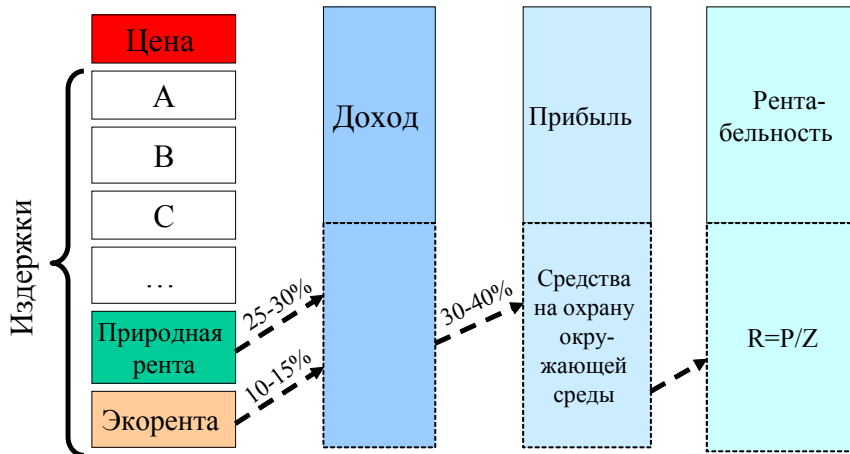 Цена
Издержки
A
B
C
…
Природная
рента
Экорента
25-30%
10-15%
Доход
30-40%
Прибыль
Средства
на охрану
окру-
жающей
среды
Рента-
бельность
R=P/Z